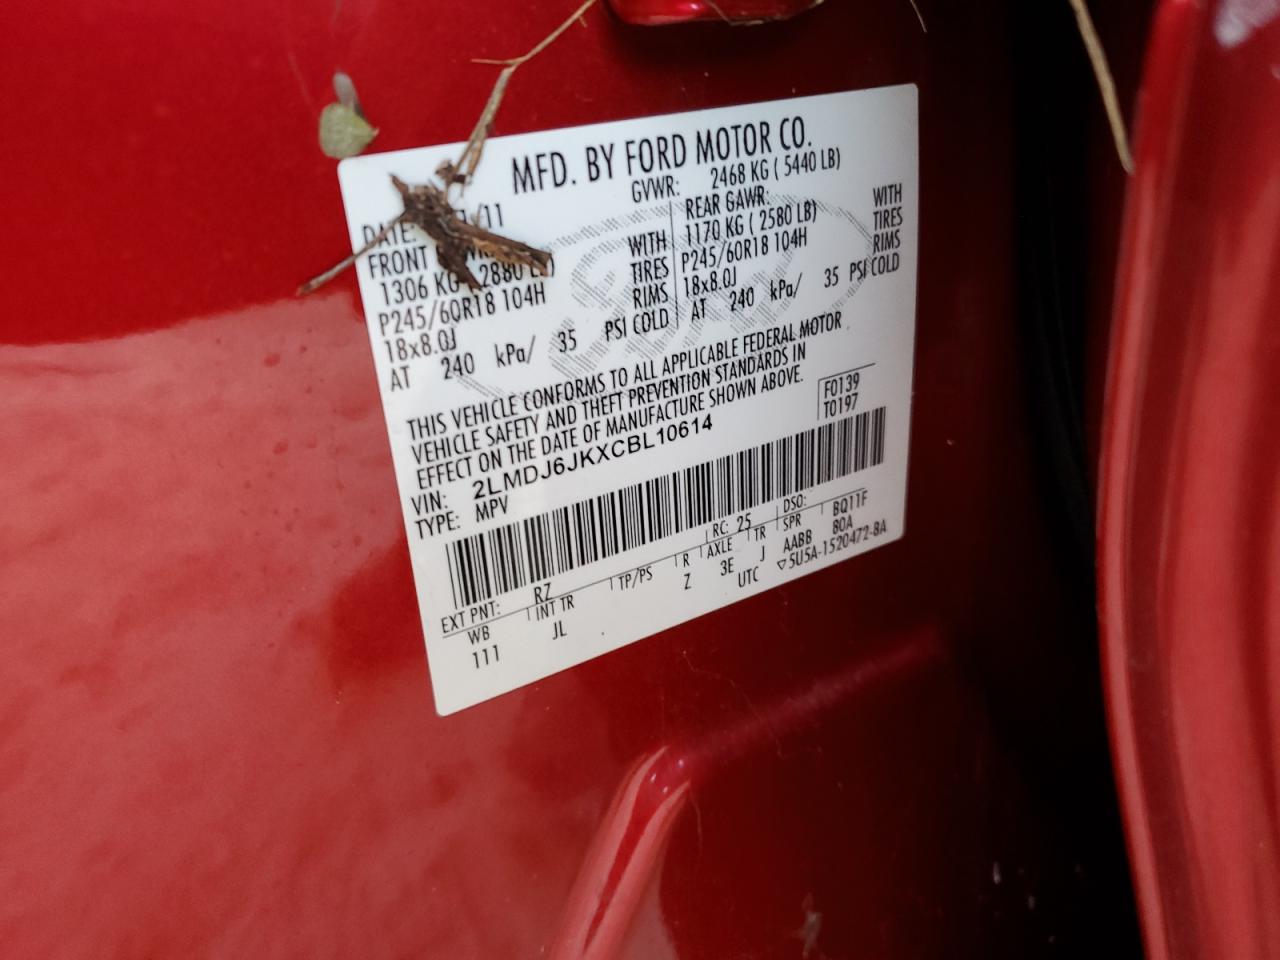 MFD. BY FORD MOTOR CO.
DATE: /11
GVWR: 2468 KG ( 5440 LB)
FRONT
1306 KG 2880
WITH
P245/60R18 104H
TIRES
18x8.0J
RIMS
AT 240 kPa/ 35 PSI COLD
REAR GAWR:
1170 KG ( 2580 LB)
WITH
P245/60R18 104H
TIRES
18x8.0J
RIMS
AT 240 kPa/ 35 PSI COLD
THIS VEHICLE CONFORMS TO ALL APPLICABLE FEDERAL MOTOR
VEHICLE SAFETY AND THEFT PREVENTION STANDARDS IN
EFFECT ON THE DATE OF MANUFACTURE SHOWN ABOVE.
F0139
T0197
VIN: 2LMDJ6JKXCBL10614
TYPE: MPV
EXT PNT: RZ RC: 25 DSO: BQ11F
WB INT TR TP/PS R AXLE TR SPR 80A
111 JL Z 3E J AABB
UTC ▽5U5A-1520472-BA